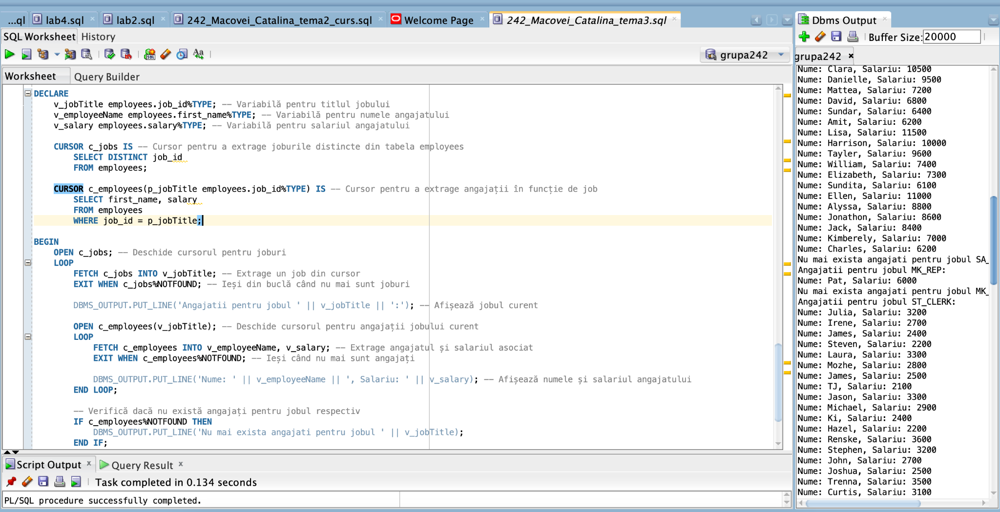 ...ql lab4.sql lab2.sql 242_Macovei_Catalina_tema2_curs.sql Welcome Page 242_Macovei_Catalina_tema3.sql
SQL Worksheet History
grupa242
Worksheet Query Builder
DECLARE
v_jobTitle employees.job_id%TYPE; -- Variabilă pentru titlul jobului
v_employeeName employees.first_name%TYPE; -- Variabilă pentru numele angajatului
v_salary employees.salary%TYPE; -- Variabilă pentru salariul angajatului
CURSOR c_jobs IS -- Cursor pentru a extrage joburile distincte din tabela employees
SELECT DISTINCT job_id
FROM employees;
CURSOR c_employees(p_jobTitle employees.job_id%TYPE) IS -- Cursor pentru a extrage angajații în funcție de job
SELECT first_name, salary
FROM employees
WHERE job_id = p_jobTitle;
BEGIN
OPEN c_jobs; -- Deschide cursorul pentru joburi
LOOP
FETCH c_jobs INTO v_jobTitle; -- Extrage un job din cursor
EXIT WHEN c_jobs%NOTFOUND; -- Ieși din buclă când nu mai sunt joburi
DBMS_OUTPUT.PUT_LINE('Angajatii pentru jobul ' || v_jobTitle || ':'); -- Afișează jobul curent
OPEN c_employees(v_jobTitle); -- Deschide cursorul pentru angajații jobului curent
LOOP
FETCH c_employees INTO v_employeeName, v_salary; -- Extrage angajatul și salariul asociat
EXIT WHEN c_employees%NOTFOUND; -- Ieși când nu mai sunt angajați
DBMS_OUTPUT.PUT_LINE('Nume: ' || v_employeeName || ', Salariu: ' || v_salary); -- Afișează numele și salariul angajatului
END LOOP;
-- Verifică dacă nu există angajați pentru jobul respectiv
IF c_employees%NOTFOUND THEN
DBMS_OUTPUT.PUT_LINE('Nu mai exista angajati pentru jobul ' || v_jobTitle);
END IF;
Script Output Query Result
Task completed in 0.134 seconds
PL/SQL procedure successfully completed.
Dbms Output
Buffer Size: 20000
grupa242
Nume: Clara, Salariu: 10500
Nume: Danielle, Salariu: 9500
Nume: Mattea, Salariu: 7200
Nume: David, Salariu: 6800
Nume: Sundar, Salariu: 6400
Nume: Amit, Salariu: 6200
Nume: Lisa, Salariu: 11500
Nume: Harrison, Salariu: 10000
Nume: Tayler, Salariu: 9600
Nume: William, Salariu: 7400
Nume: Elizabeth, Salariu: 7300
Nume: Sundita, Salariu: 6100
Nume: Ellen, Salariu: 11000
Nume: Alyssa, Salariu: 8800
Nume: Jonathon, Salariu: 8600
Nume: Jack, Salariu: 8400
Nume: Kimberely, Salariu: 7000
Nume: Charles, Salariu: 6200
Nu mai exista angajati pentru jobul SA_
Angajatii pentru jobul MK_REP:
Nume: Pat, Salariu: 6000
Nu mai exista angajati pentru jobul MK_
Angajatii pentru jobul ST_CLERK:
Nume: Julia, Salariu: 3200
Nume: Irene, Salariu: 2700
Nume: James, Salariu: 2400
Nume: Steven, Salariu: 2200
Nume: Laura, Salariu: 3300
Nume: Mozhe, Salariu: 2800
Nume: James, Salariu: 2500
Nume: TJ, Salariu: 2100
Nume: Jason, Salariu: 3300
Nume: Michael, Salariu: 2900
Nume: Ki, Salariu: 2400
Nume: Hazel, Salariu: 2200
Nume: Renske, Salariu: 3600
Nume: Stephen, Salariu: 3200
Nume: John, Salariu: 2700
Nume: Joshua, Salariu: 2500
Nume: Trenna, Salariu: 3500
Nume: Curtis, Salariu: 3100